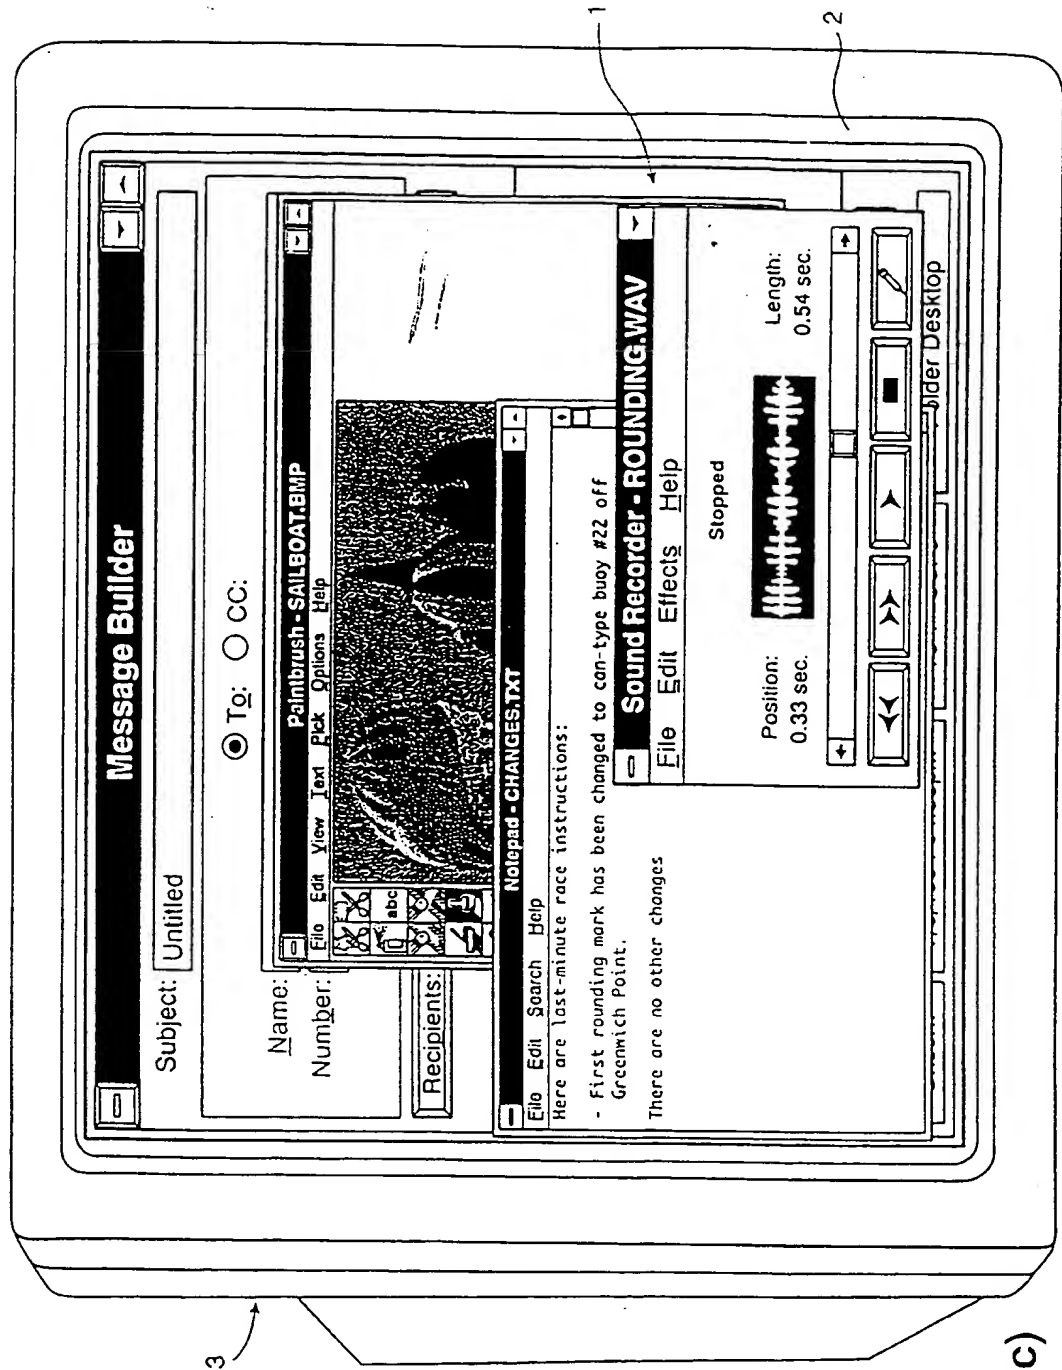 Message Builder
Subject: Untitled
To: CC:
Name:
Number:
Recipients:
Paintbrush - SAILBOAT.BMP
File Edit View Text Pick Options Help
abc
Notepad - CHANGES.TXT
File Edit Search Help
Here are last-minute race instructions:
- First rounding mark has been changed to can-type buoy #22 off
Greenwich Point.
There are no other changes
Sound Recorder - ROUNDING.WAV
File Edit Effects Help
Stopped
Position:
0.33 sec.
Length:
0.54 sec.
Desktop
1
2
3
c)